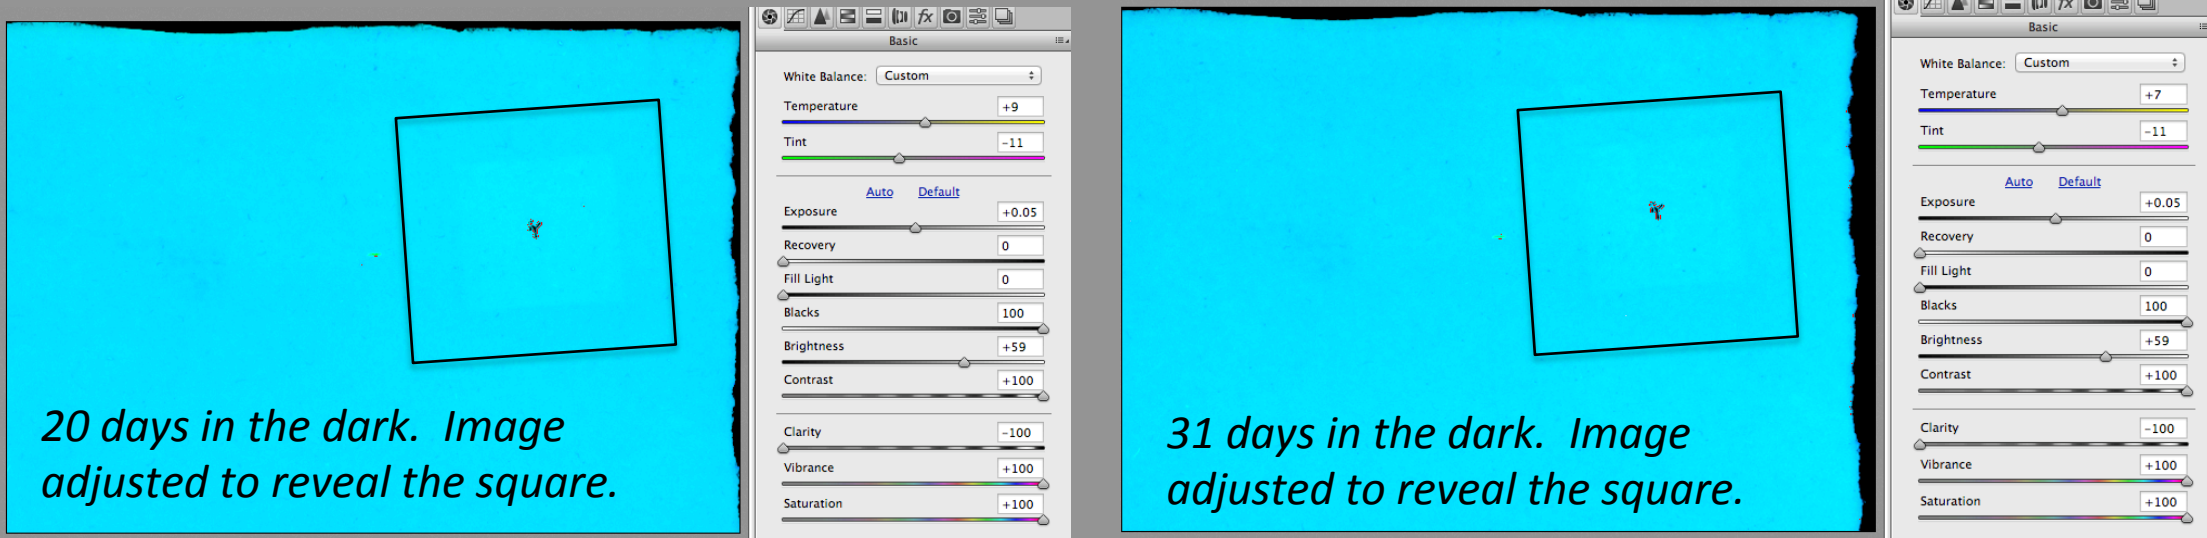 fx
Basic
White Balance: Custom
Temperature +9
Tint -11
Auto Default
Exposure +0.05
Recovery 0
Fill Light 0
Blacks 100
Brightness +59
Contrast +100
Clarity -100
Vibrance +100
Saturation +100
20 days in the dark. Image
adjusted to reveal the square.
fx
Basic
White Balance: Custom
Temperature +7
Tint -11
Auto Default
Exposure +0.05
Recovery 0
Fill Light 0
Blacks 100
Brightness +59
Contrast +100
Clarity -100
Vibrance +100
Saturation +100
31 days in the dark. Image
adjusted to reveal the square.